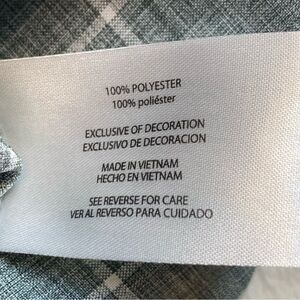 100% POLYESTER
100% poliéster
EXCLUSIVE OF DECORATION
EXCLUSIVO DE DECORACION
MADE IN VIETNAM
HECHO EN VIETNAM
SEE REVERSE FOR CARE
VER AL REVERSO PARA CUIDADO